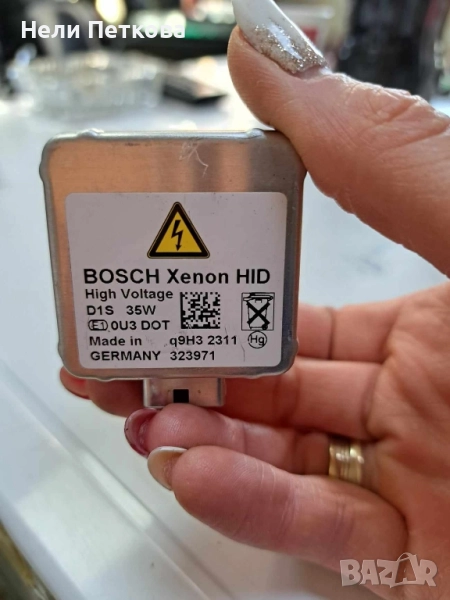 Нели Петкова
BOSCH Xenon HID
High Voltage
D1S 35W
E1 0U3 DOT
Made in q9H3 2311
GERMANY 323971
Hg
BAZAR